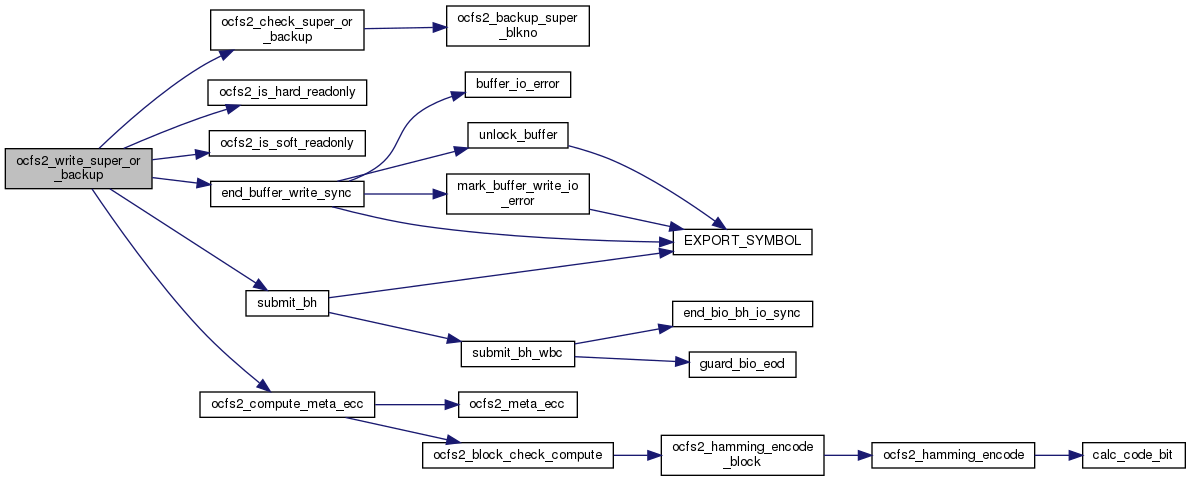 ocfs2_write_super_or
_backup
ocfs2_check_super_or
_backup
ocfs2_backup_super
_blkno
ocfs2_is_hard_readonly
ocfs2_is_soft_readonly
end_buffer_write_sync
buffer_io_error
unlock_buffer
mark_buffer_write_io
_error
EXPORT_SYMBOL
submit_bh
submit_bh_wbc
end_bio_bh_io_sync
guard_bio_eod
ocfs2_compute_meta_ecc
ocfs2_meta_ecc
ocfs2_block_check_compute
ocfs2_hamming_encode
_block
ocfs2_hamming_encode
calc_code_bit